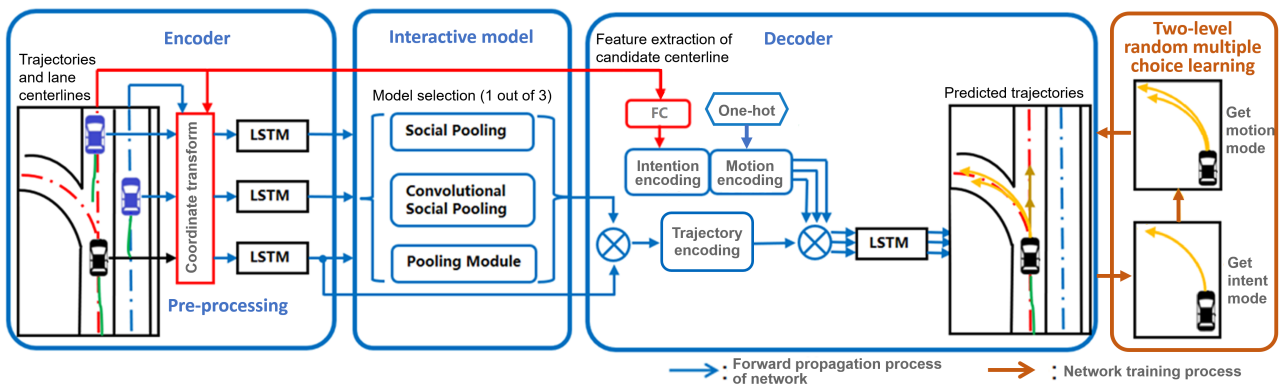 Encoder
Trajectories
and lane
centerlines
Coordinate transform
LSTM
LSTM
LSTM
Pre-processing
Interactive model
Model selection (1 out of 3)
Social Pooling
Convolutional
Social Pooling
Pooling Module
Decoder
Feature extraction of
candidate centerline
FC
One-hot
Intention
encoding
Motion
encoding
Trajectory
encoding
LSTM
Predicted trajectories
Two-level
random multiple
choice learning
Get
motion
mode
Get
intent
mode
: Forward propagation process
of network
: Network training process